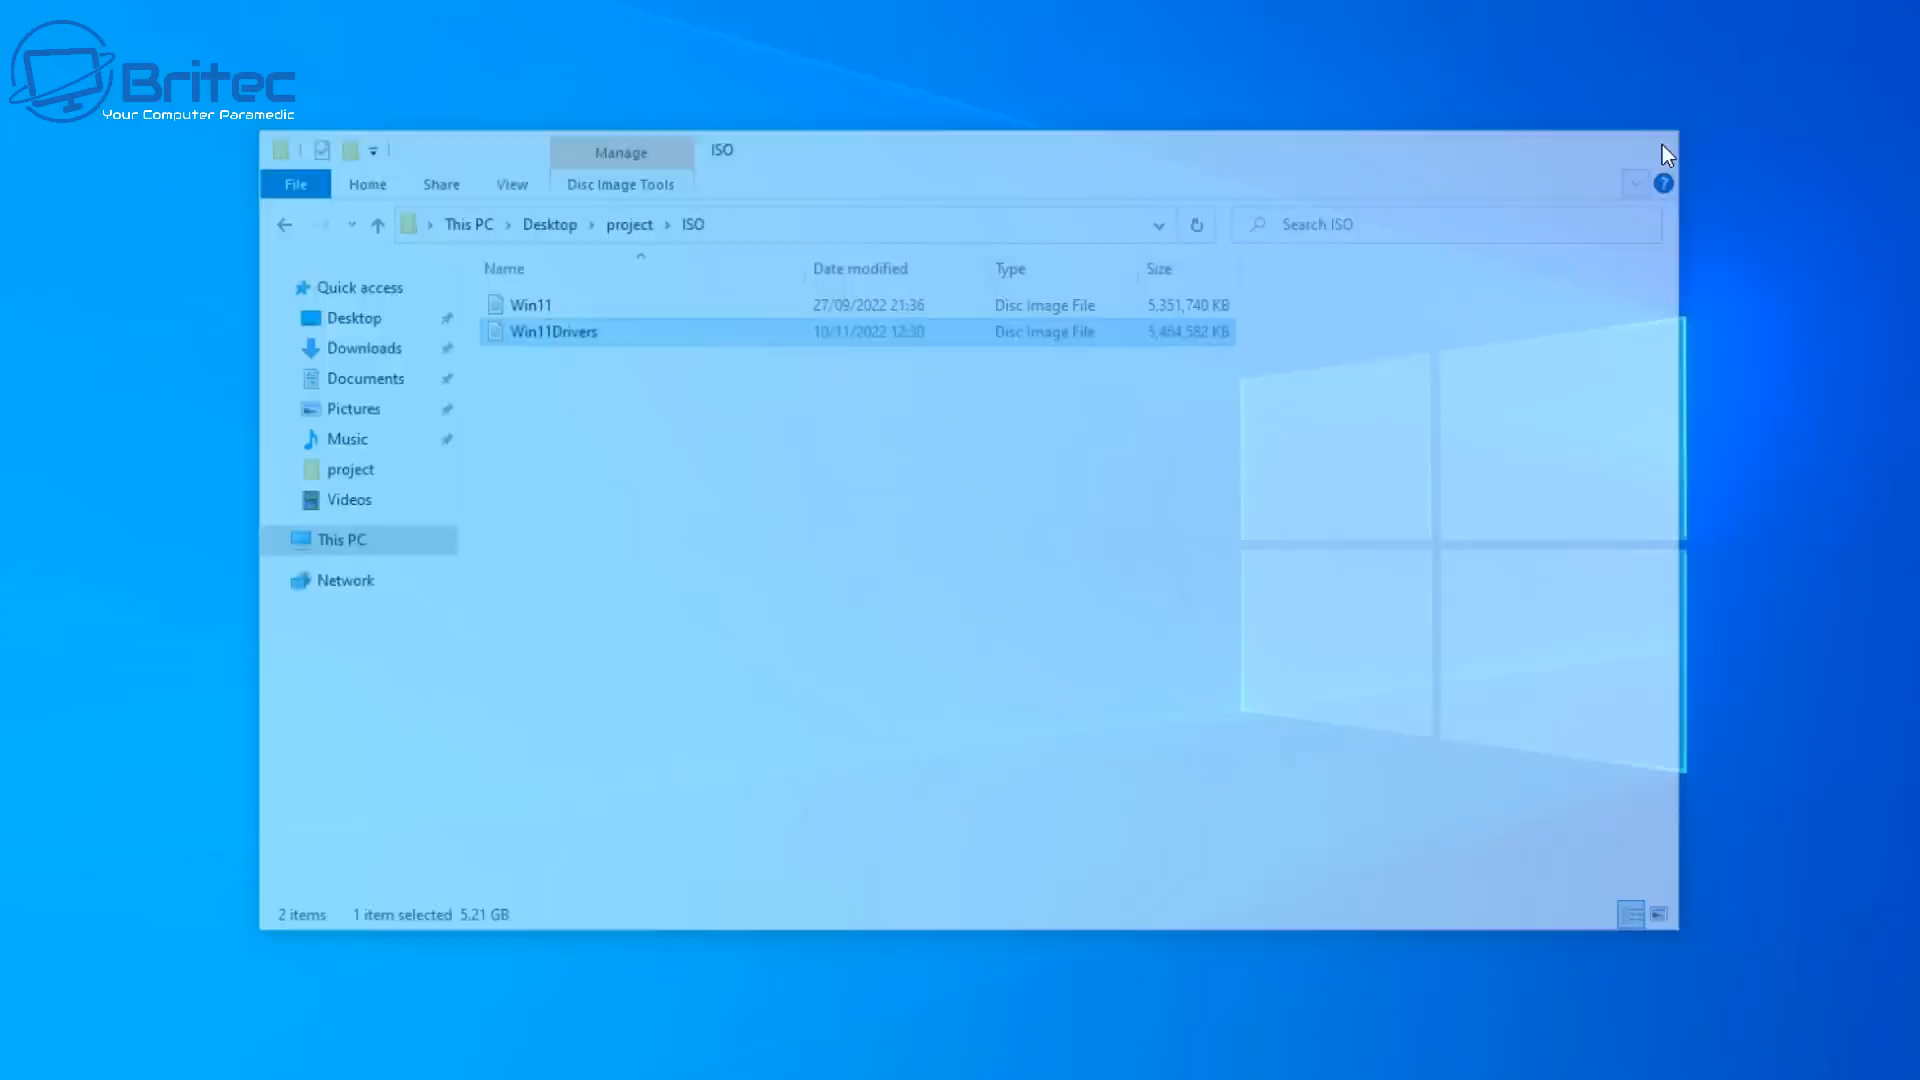 Britec
Your Computer Paramedic
Manage
ISO
File
Home
Share
View
Disc Image Tools
?
This PC
Desktop
project
ISO
Search ISO
Name
Date modified
Type
Size
Quick access
Win11
27/09/2022 21:36
Disc Image File
5,351,740 KB
Desktop
Win11Drivers
10/11/2022 12:30
Disc Image File
5,464,582 KB
Downloads
Documents
Pictures
Music
project
Videos
This PC
Network
2 items
1 item selected 5.21 GB